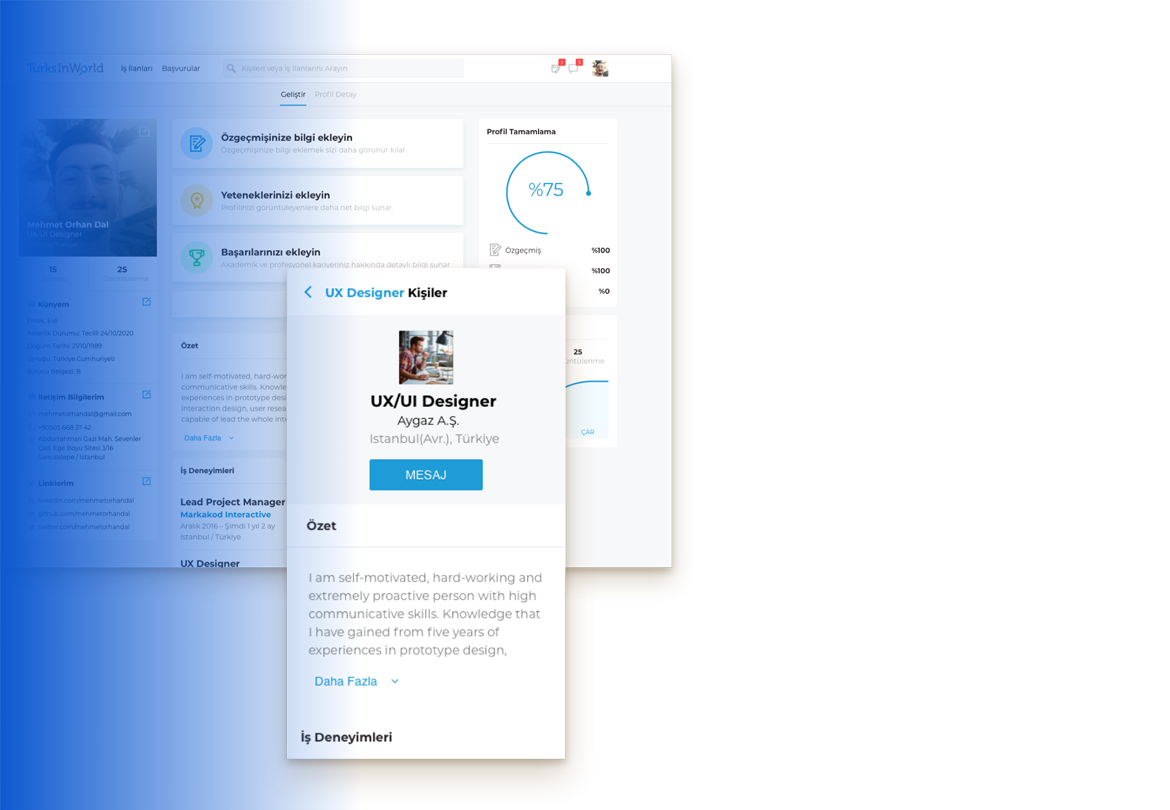 TurksInWorld
İş İlanları
Başvurular
Kişileri veya İş İlanlarını Arayın
Geliştir
Profil Detay
Mehmet Orhan Dal
UX/UI Designer
15
25
Özgeçmişinize bilgi ekleyin
Özgeçmişinize bilgi eklemek sizi daha görünür kılar.
Yeteneklerinizi ekleyin
Profilinizi görüntüleyenlere daha net bilgi sunar.
Başarılarınızı ekleyin
Akademik ve profesyonel kariyeriniz hakkında detaylı bilgi sunar
Profil Tamamlama
%75
Özgeçmiş
%100
%100
%0
25
üntülenme
ÇAR
Künyem
Askerlik Durumu: Tecilli 24/10/2020
Doğum Tarihi: 21/10/1989
Uyruğu: Türkiye Cumhuriyeti
Sürücü Belgesi: B
İletişim Bilgilerim
mehmetorhandal@gmail.com
+90505 668 37 42
Abdurrahman Gazi Mah. Sevenler
Cad. Ege Boyu Sitesi 2/16
Sancaktepe / İstanbul
Linklerim
linkedin.com/mehmetorhandal
github.com/mehmetorhandal
twitter.com/mehmetorhandal
Özet
I am self-motivated, hard-wor
communicative skills. Knowle
experiences in prototype desi
interaction design, user resea
capable of lead the whole inte
Daha Fazla
İş Deneyimleri
Lead Project Manager
Markakod Interactive
Aralık 2016 – Şimdi 1 yıl 2 ay
İstanbul / Türkiye
UX Designer
UX Designer Kişiler
UX/UI Designer
Aygaz A.Ş.
Istanbul(Avr.), Türkiye
MESAJ
Özet
I am self-motivated, hard-working and
extremely proactive person with high
communicative skills. Knowledge that
I have gained from five years of
experiences in prototype design,
Daha Fazla
İş Deneyimleri